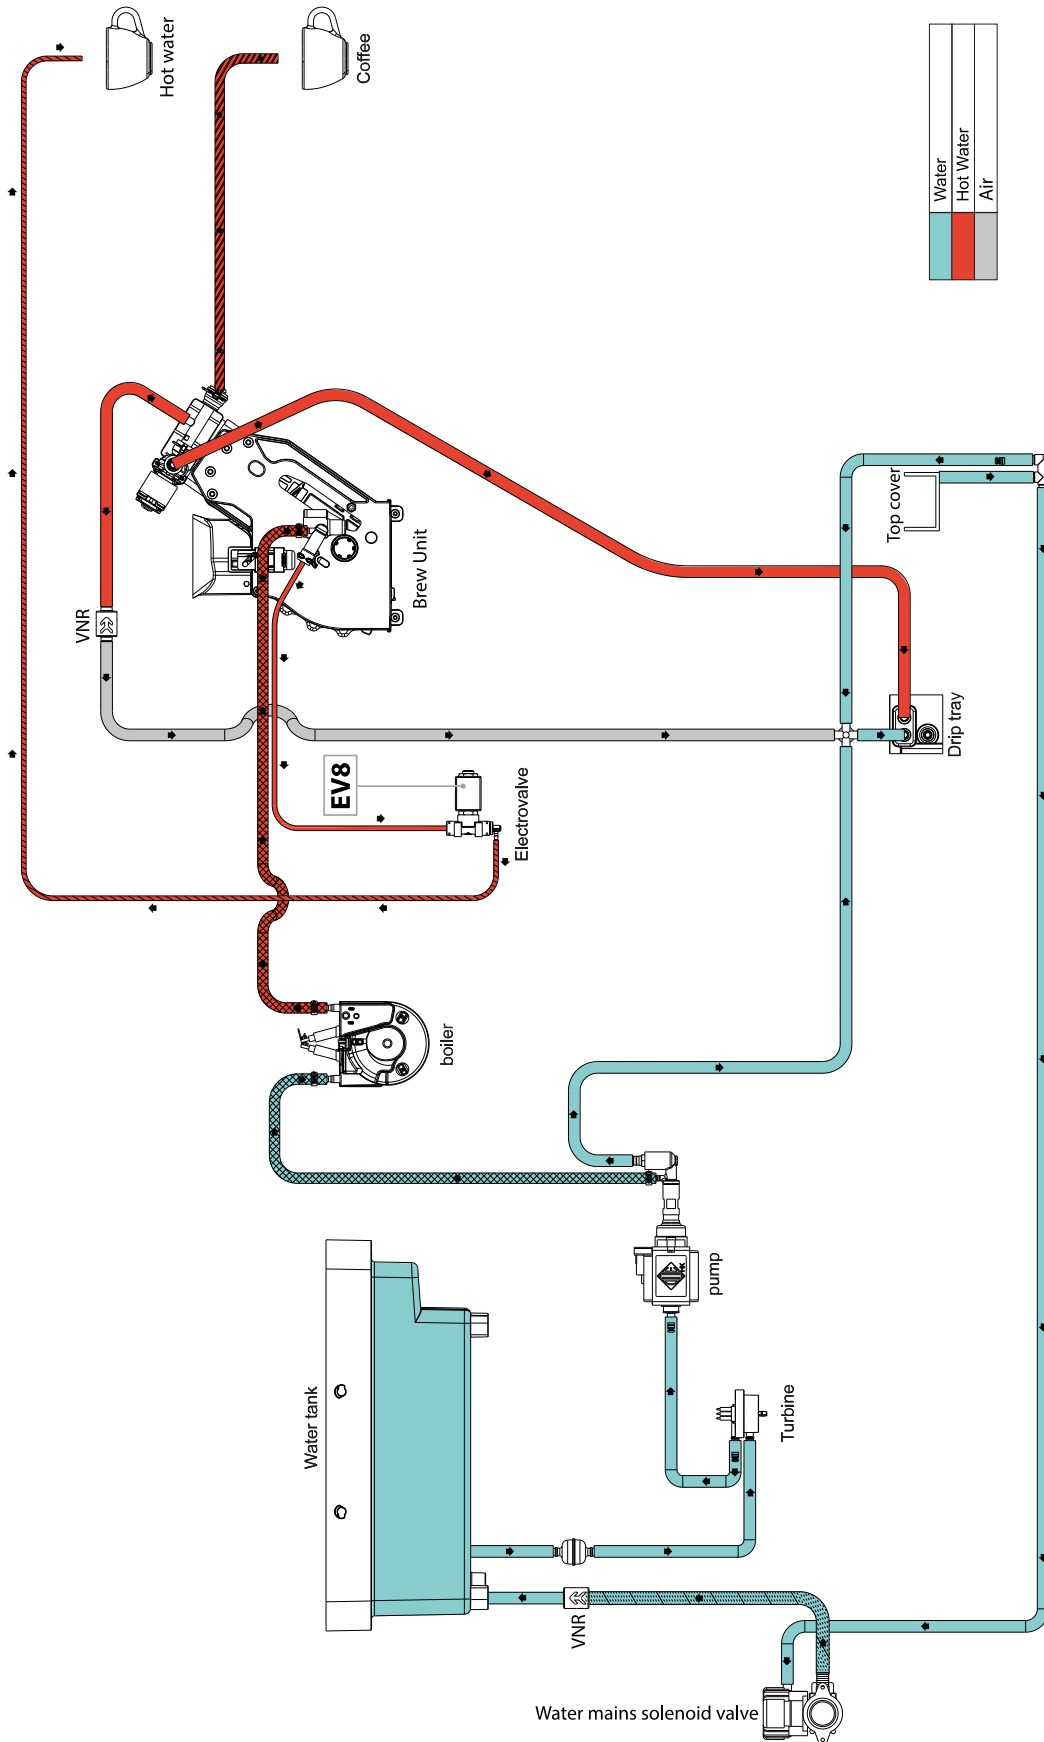 Hot water
Coffee
Water
Hot Water
Air
VNR
Brew Unit
Top cover
EV8
Electrovalve
Drip tray
boiler
pump
HK
Water tank
Turbine
VNR
Water mains solenoid valve